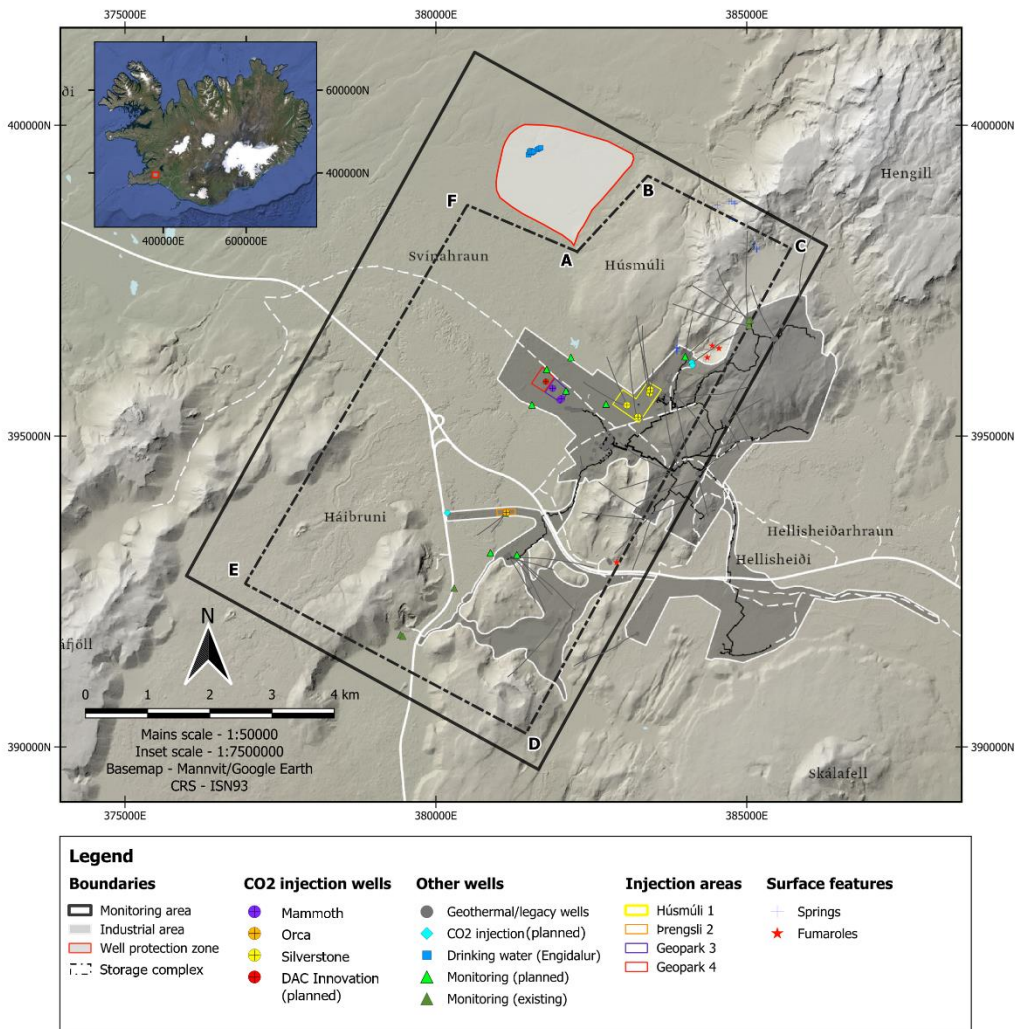 375000E 380000E 385000E
600000N
400000N
400000 600000
400000N 400000N
395000N 395000N
390000N 390000N
Hengill
B
F
C
A
Svínahraun
Húsmúli
Háibruni
E
Hellisheiðarhraun
Hellisheiði
N
D
Skálafell
0 1 2 3 4 km
Mains scale - 1:50000
Inset scale - 1:7500000
Basemap - Mannvit/Google Earth
CRS - ISN93
375000E 380000E 385000E
Legend
Boundaries
Monitoring area
Industrial area
Well protection zone
Storage complex
CO2 injection wells
Mammoth
Orca
Silverstone
DAC Innovation
(planned)
Other wells
Geothermal/legacy wells
CO2 injection(planned)
Drinking water (Engidalur)
Monitoring (planned)
Monitoring (existing)
Injection areas
Húsmúli 1
Þrengsli 2
Geopark 3
Geopark 4
Surface features
Springs
Fumaroles